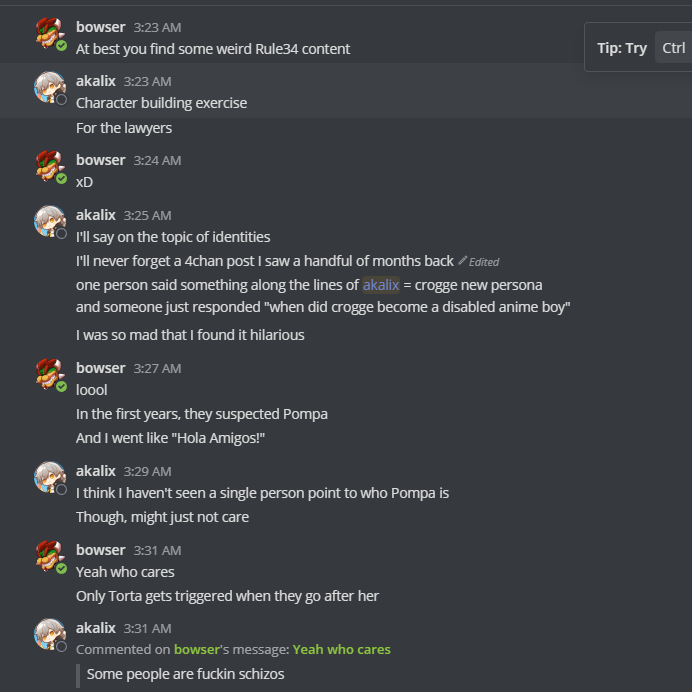 bowser 3:23 AM
At best you find some weird Rule34 content
Tip: Try Ctrl
akalix 3:23 AM
Character building exercise
For the lawyers
bowser 3:24 AM
xD
akalix 3:25 AM
I'll say on the topic of identities
I'll never forget a 4chan post I saw a handful of months back Edited
one person said something along the lines of akalix = crogge new persona
and someone just responded "when did crogge become a disabled anime boy"
I was so mad that I found it hilarious
bowser 3:27 AM
loool
In the first years, they suspected Pompa
And I went like "Hola Amigos!"
akalix 3:29 AM
I think I haven't seen a single person point to who Pompa is
Though, might just not care
bowser 3:31 AM
Yeah who cares
Only Torta gets triggered when they go after her
akalix 3:31 AM
Commented on bowser's message: Yeah who cares
Some people are fuckin schizos